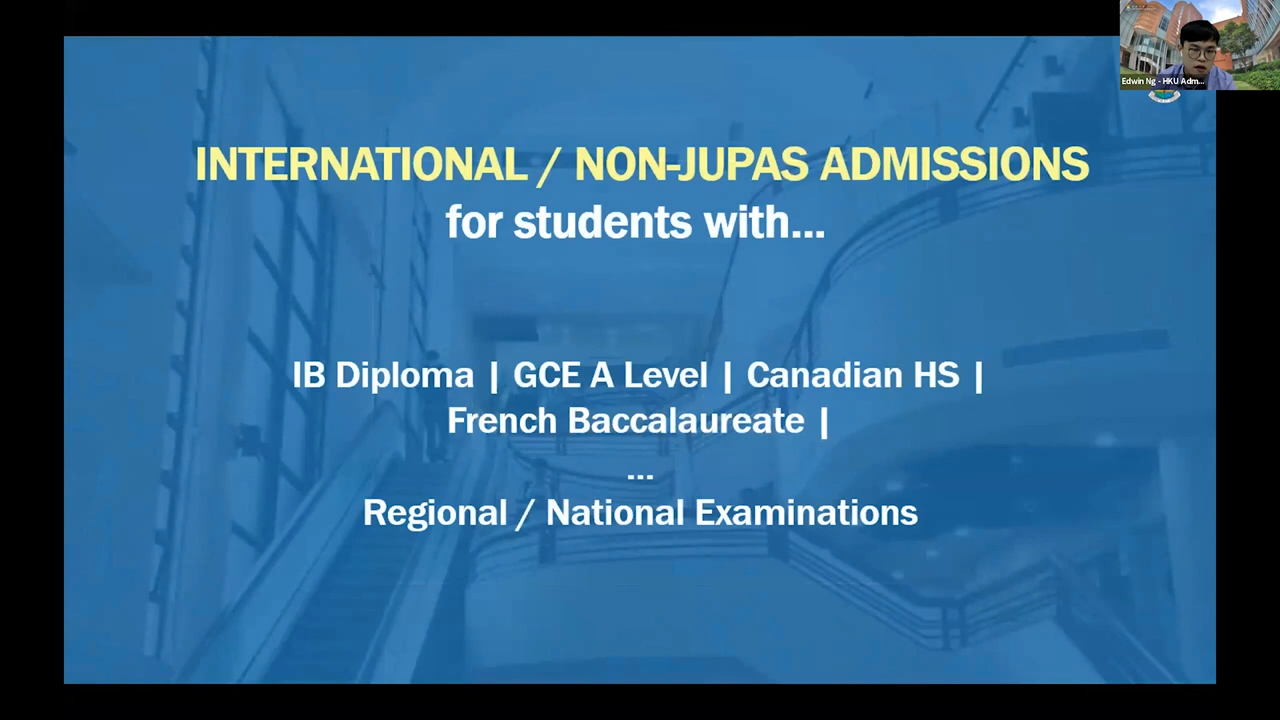 Edwin Ng - HKU Adm...
INTERNATIONAL / NON-JUPAS ADMISSIONS
for students with...
IB Diploma | GCE A Level | Canadian HS |
French Baccalaureate |
...
Regional / National Examinations